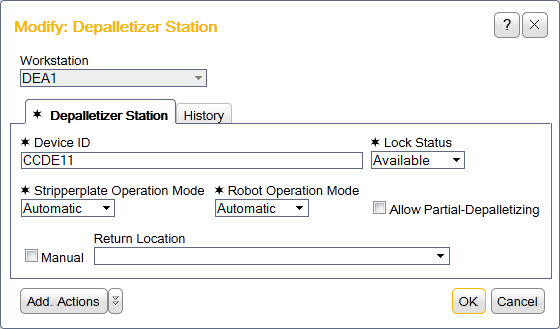 Modify: Depalletizer Station
?
Workstation
DEA1
✶ Depalletizer Station History
✶ Device ID ✶ Lock Status
CCDE11 Available
✶ Stripperplate Operation Mode ✶ Robot Operation Mode
Automatic Automatic Allow Partial-Depalletizing
Return Location
Manual
Add. Actions OK Cancel